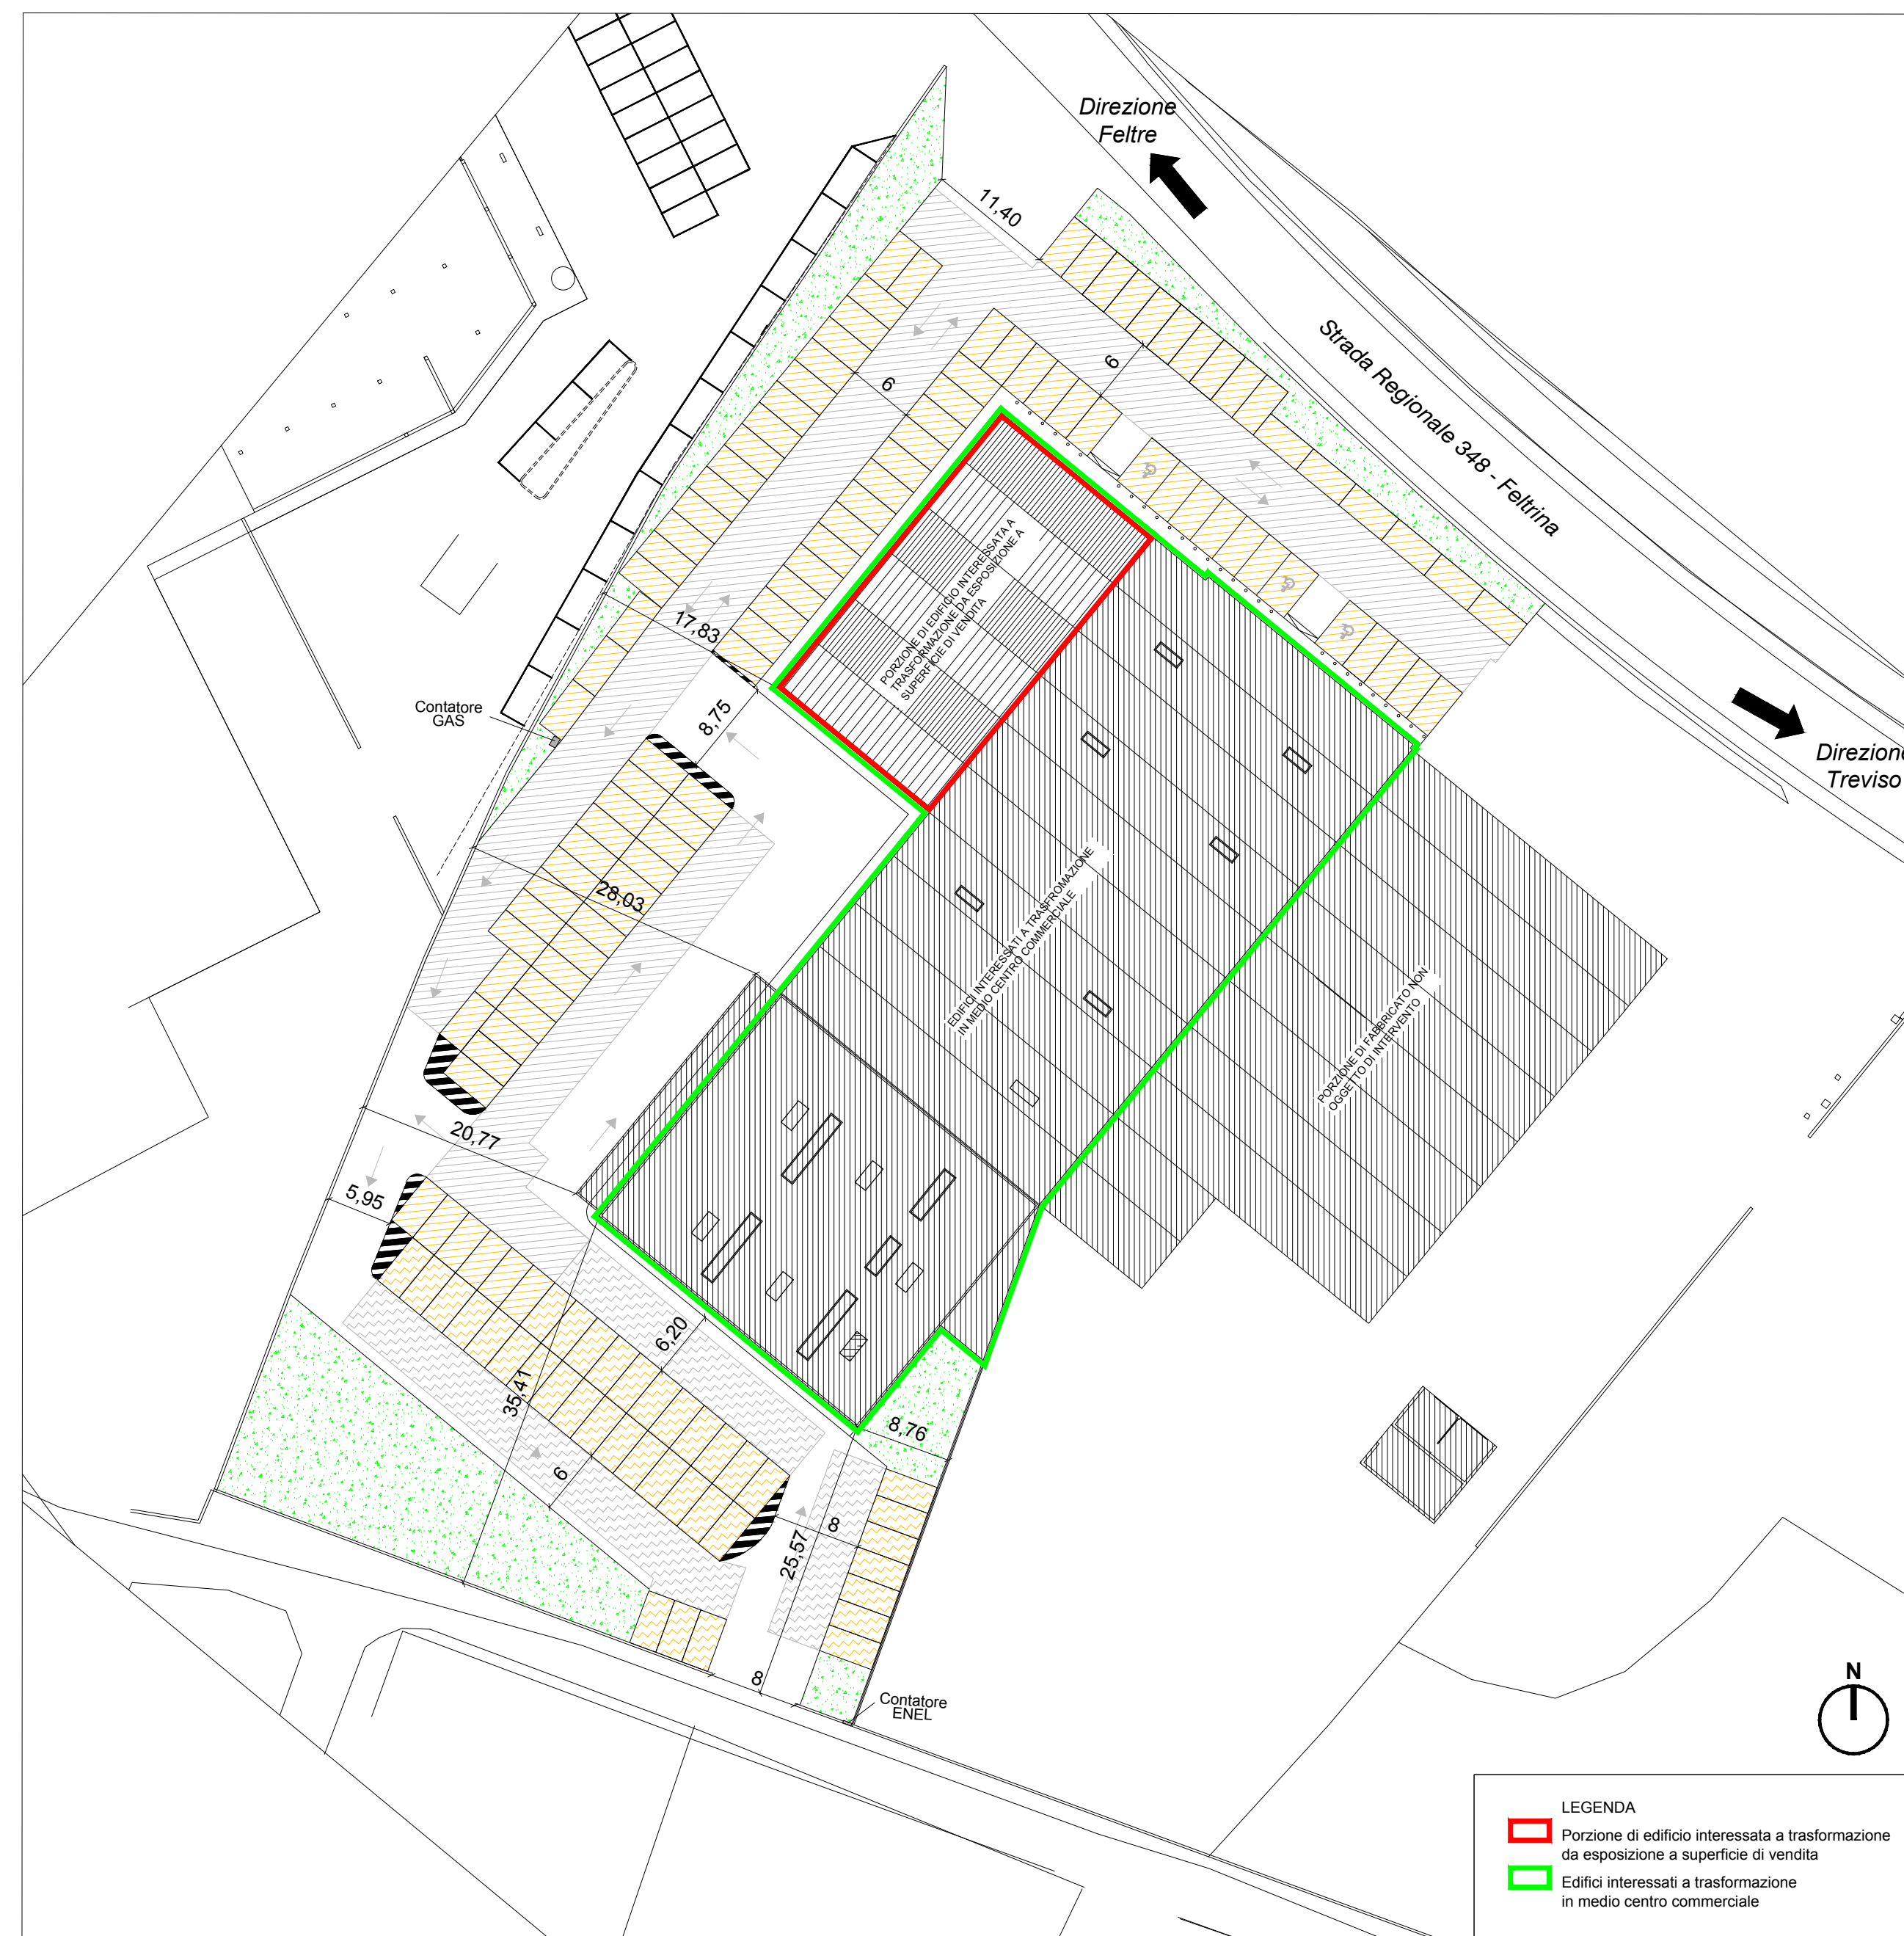 Direzione
Feltre
11,40
Strada Regionale 348 - Feltrina
6
6
PORZIONE DI EDIFICIO INTERESSATA A
TRASFORMAZIONE DA ESPOSIZIONE A
SUPERFICIE DI VENDITA
17,83
Contatore
GAS
8,75
Direzione
Treviso
28,03
EDIFICI INTERESSATI A TRASFROMAZIONE
IN MEDIO CENTRO COMMERCIALE
PORZIONE DI FABBRICATO NON
OGGETTO DI INTERVENTO
20,77
5,95
6,20
35,41
8,76
6
8
25,57
8
Contatore
ENEL
N
LEGENDA
Porzione di edificio interessata a trasformazione
da esposizione a superficie di vendita
Edifici interessati a trasformazione
in medio centro commerciale